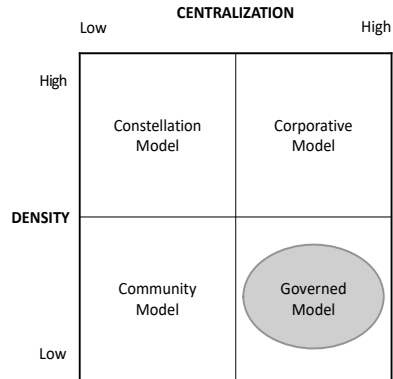 CENTRALIZATION
Low High
High
Constellation Corporative
Model Model
DENSITY
Community Governed
Model Model
Low